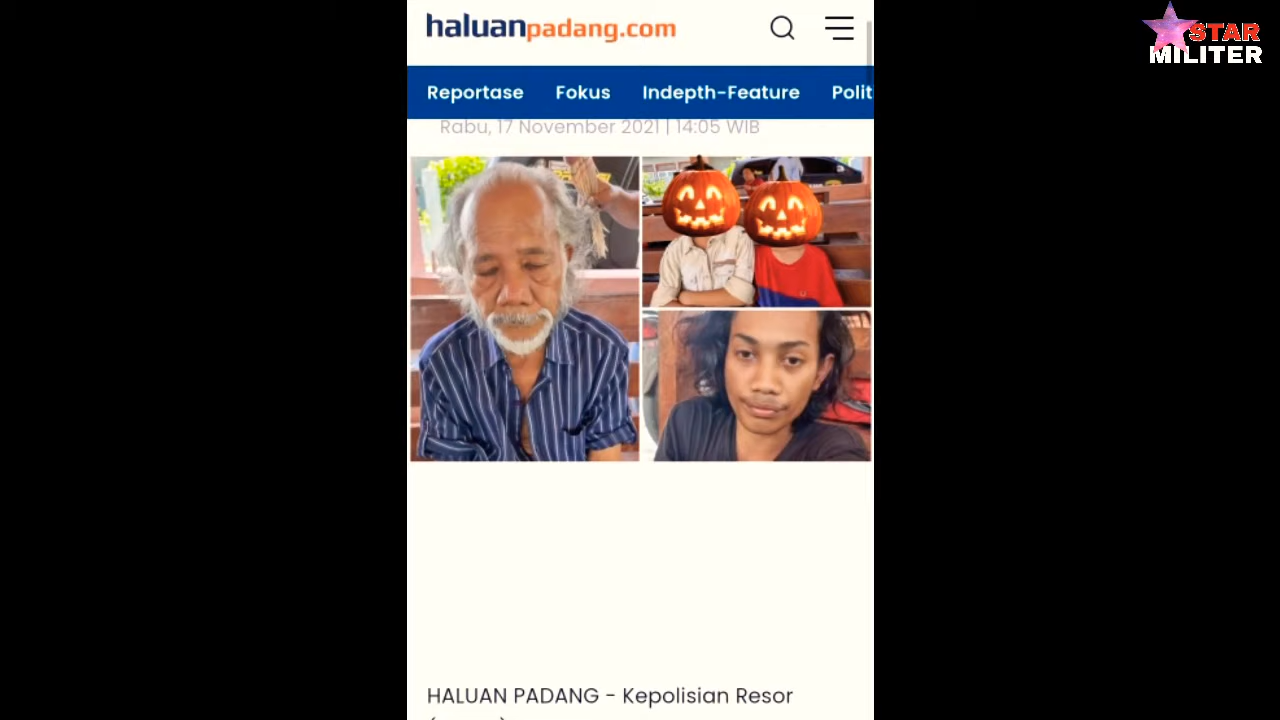 haluanpadang.com
STAR
MILITER
Reportase Fokus Indepth-Feature Polit
Rabu, 17 November 2021 | 14:05 WIB
HALUAN PADANG - Kepolisian Resor